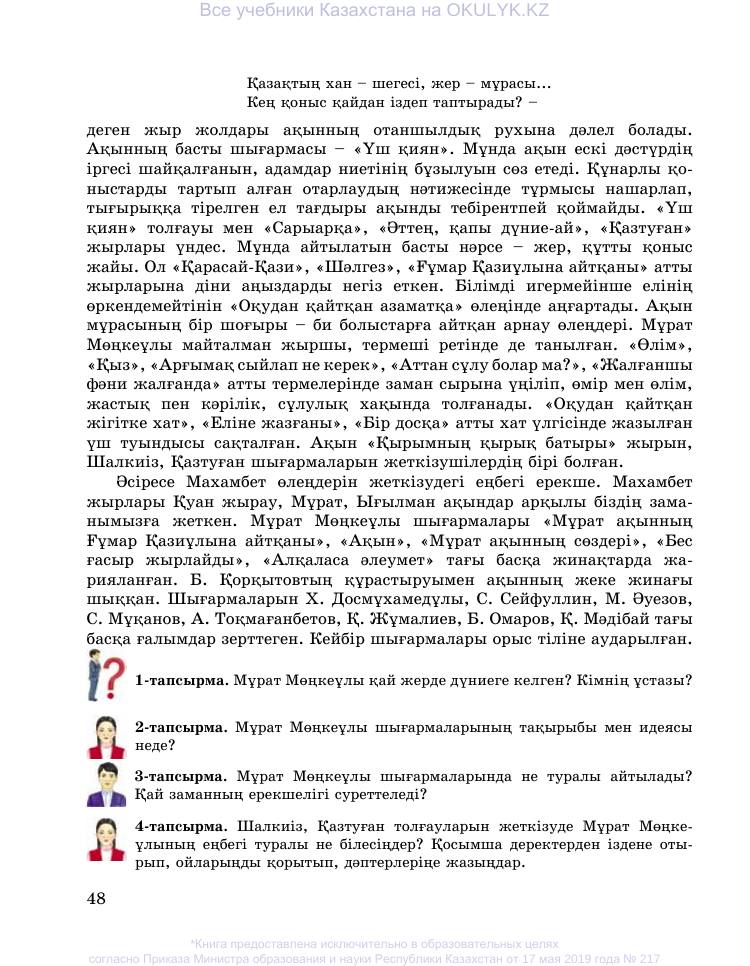 Все учебники Казахстана на OKULYK.KZ
Қазақтың хан – шегесі, жер – мұрасы...
Кең қоныс қайдан іздеп таптырады? –
деген жыр жолдары ақынның отаншылдық рухына дәлел болады.
Ақынның басты шығармасы – «Үш қиян». Мұнда ақын ескі дәстүрдің
іргесі шайқалғанын, адамдар ниетінің бұзылуын сөз етеді. Құнарлы қо-
ныстарды тартып алған отарлаудың нәтижесінде тұрмысы нашарлап,
тығырыққа тірелген ел тағдыры ақынды тебірентпей қоймайды. «Үш
қиян» толғауы мен «Сарыарқа», «Әттең, қапы дүние-ай», «Қазтуған»
жырлары үндес. Мұнда айтылатын басты нәрсе – жер, құтты қоныс
жайы. Ол «Қарасай-Қази», «Шәлгез», «Ғұмар Қазиұлына айтқаны» атты
жырларына діни аңыздарды негіз еткен. Білімді игермейінше елінің
өркендемейтінін «Оқудан қайтқан азаматқа» өлеңінде аңғартады. Ақын
мұрасының бір шоғыры – би болыстарға айтқан арнау өлеңдері. Мұрат
Мөңкеұлы майталман жыршы, термеші ретінде де танылған. «Өлім»,
«Қыз», «Арғымақ сыйлап не керек», «Аттан сұлу болар ма?», «Жалғаншы
фәни жалғанда» атты термелерінде заман сырына үңіліп, өмір мен өлім,
жастық пен кәрілік, сұлулық хақында толғанады. «Оқудан қайтқан
жігітке хат», «Еліне жазғаны», «Бір досқа» атты хат үлгісінде жазылған
үш туындысы сақталған. Ақын «Қырымның қырық батыры» жырын,
Шалкиіз, Қазтуған шығармаларын жеткізушілердің бірі болған.
Әсіресе Махамбет өлеңдерін жеткізудегі еңбегі ерекше. Махамбет
жырлары Қуан жырау, Мұрат, Ығылман ақындар арқылы біздің зама-
нымызға жеткен. Мұрат Мөңкеұлы шығармалары «Мұрат ақынның
Ғұмар Қазиұлына айтқаны», «Ақын», «Мұрат ақынның сөздері», «Бес
ғасыр жырлайды», «Алқаласа әлеумет» тағы басқа жинақтарда жа-
рияланған. Б. Қорқытовтың құрастыруымен ақынның жеке жинағы
шыққан. Шығармаларын Х. Досмұхамедұлы, С. Сейфуллин, М. Әуезов,
С. Мұқанов, А. Тоқмағанбетов, Қ. Жұмалиев, Б. Омаров, Қ. Мәдібай тағы
басқа ғалымдар зерттеген. Кейбір шығармалары орыс тіліне аударылған.
1-тапсырма. Мұрат Мөңкеұлы қай жерде дүниеге келген? Кімнің ұстазы?
2-тапсырма. Мұрат Мөңкеұлы шығармаларының тақырыбы мен идеясы
неде?
3-тапсырма. Мұрат Мөңкеұлы шығармаларында не туралы айтылады?
Қай заманның ерекшелігі суреттеледі?
4-тапсырма. Шалкиіз, Қазтуған толғауларын жеткізуде Мұрат Мөңке-
ұлының еңбегі туралы не білесіңдер? Қосымша деректерден іздене оты-
рып, ойларыңды қорытып, дәптерлеріңе жазыңдар.
48
*Книга предоставлена исключительно в образовательных целях
согласно Приказа Министра образования и науки Республики Казахстан от 17 мая 2019 года № 217